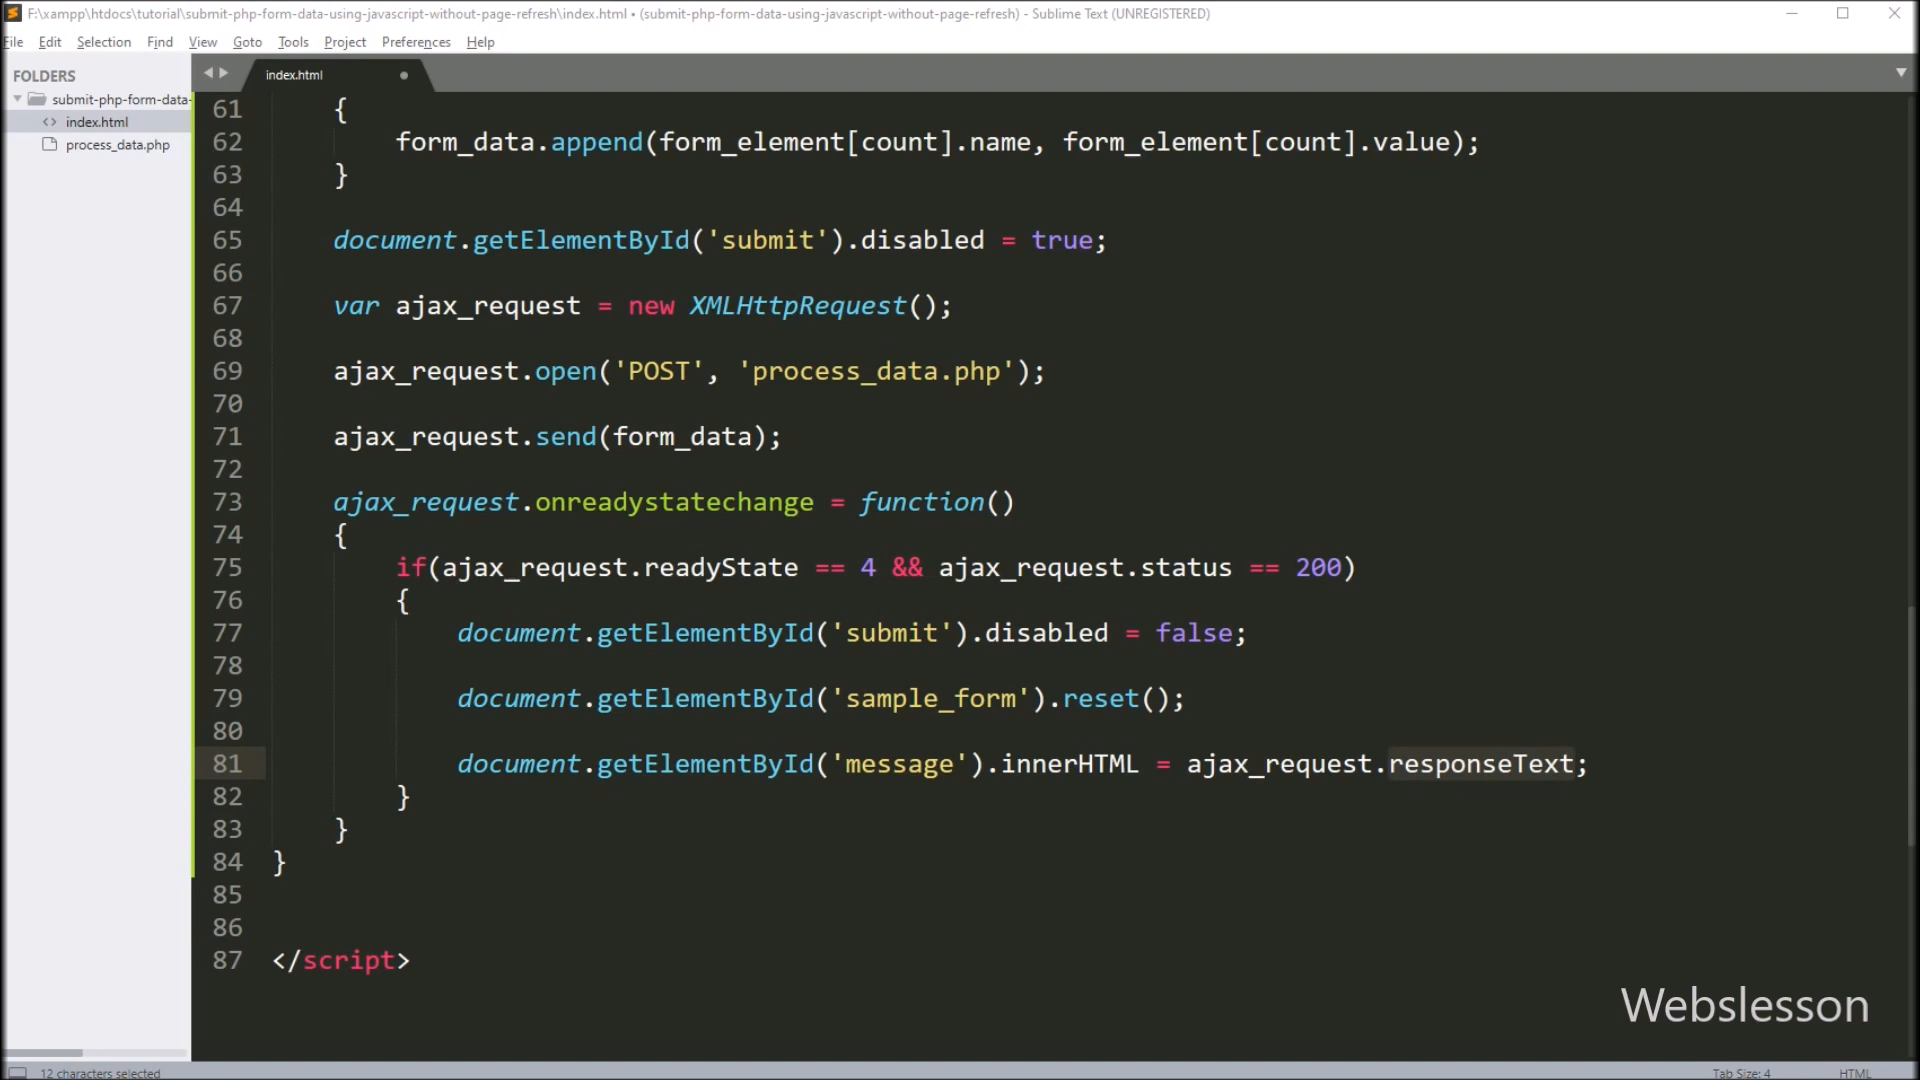 F:\xampp\htdocs\tutorial\submit-php-form-data-using-javascript-without-page-refresh\index.html • (submit-php-form-data-using-javascript-without-page-refresh) - Sublime Text (UNREGISTERED)
File Edit Selection Find View Goto Tools Project Preferences Help
FOLDERS
submit-php-form-data-
index.html
process_data.php
index.html
61 {
62 form_data.append(form_element[count].name, form_element[count].value);
63 }
64
65 document.getElementById('submit').disabled = true;
66
67 var ajax_request = new XMLHttpRequest();
68
69 ajax_request.open('POST', 'process_data.php');
70
71 ajax_request.send(form_data);
72
73 ajax_request.onreadystatechange = function()
74 {
75 if(ajax_request.readyState == 4 && ajax_request.status == 200)
76 {
77 document.getElementById('submit').disabled = false;
78
79 document.getElementById('sample_form').reset();
80
81 document.getElementById('message').innerHTML = ajax_request.responseText;
82 }
83 }
84 }
85
86
87 </script>
Webslesson
12 characters selected Tab Size: 4 HTML